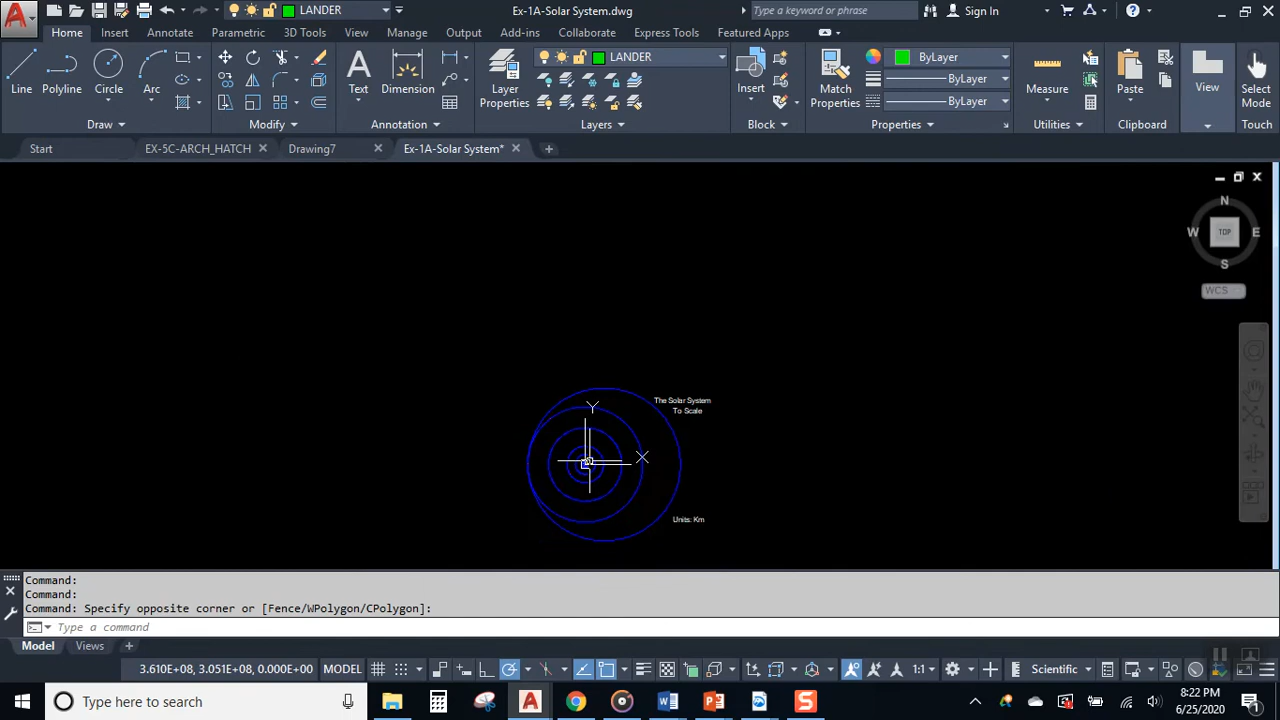 LANDER
Ex-1A-Solar System.dwg
Type a keyword or phrase
Sign In
Home Insert Annotate Parametric 3D Tools View Manage Output Add-ins Collaborate Express Tools Featured Apps
Line Polyline Circle Arc
Text Dimension
Layer Properties
LANDER
Insert
Match Properties
ByLayer
ByLayer
ByLayer
Measure
Paste
View
Select Mode
Draw Modify Annotation Layers Block Properties Utilities Clipboard Touch
Start EX-5C-ARCH_HATCH Drawing7 Ex-1A-Solar System*
N
W TOP E
S
WCS
The Solar System
To Scale
Y
X
Units: Km
Command:
Command:
Command: Specify opposite corner or [Fence/WPolygon/CPolygon]:
Type a command
Model Views
3.610E+08, 3.051E+08, 0.000E+00 MODEL 1:1 Scientific
Type here to search
8:22 PM
6/25/2020